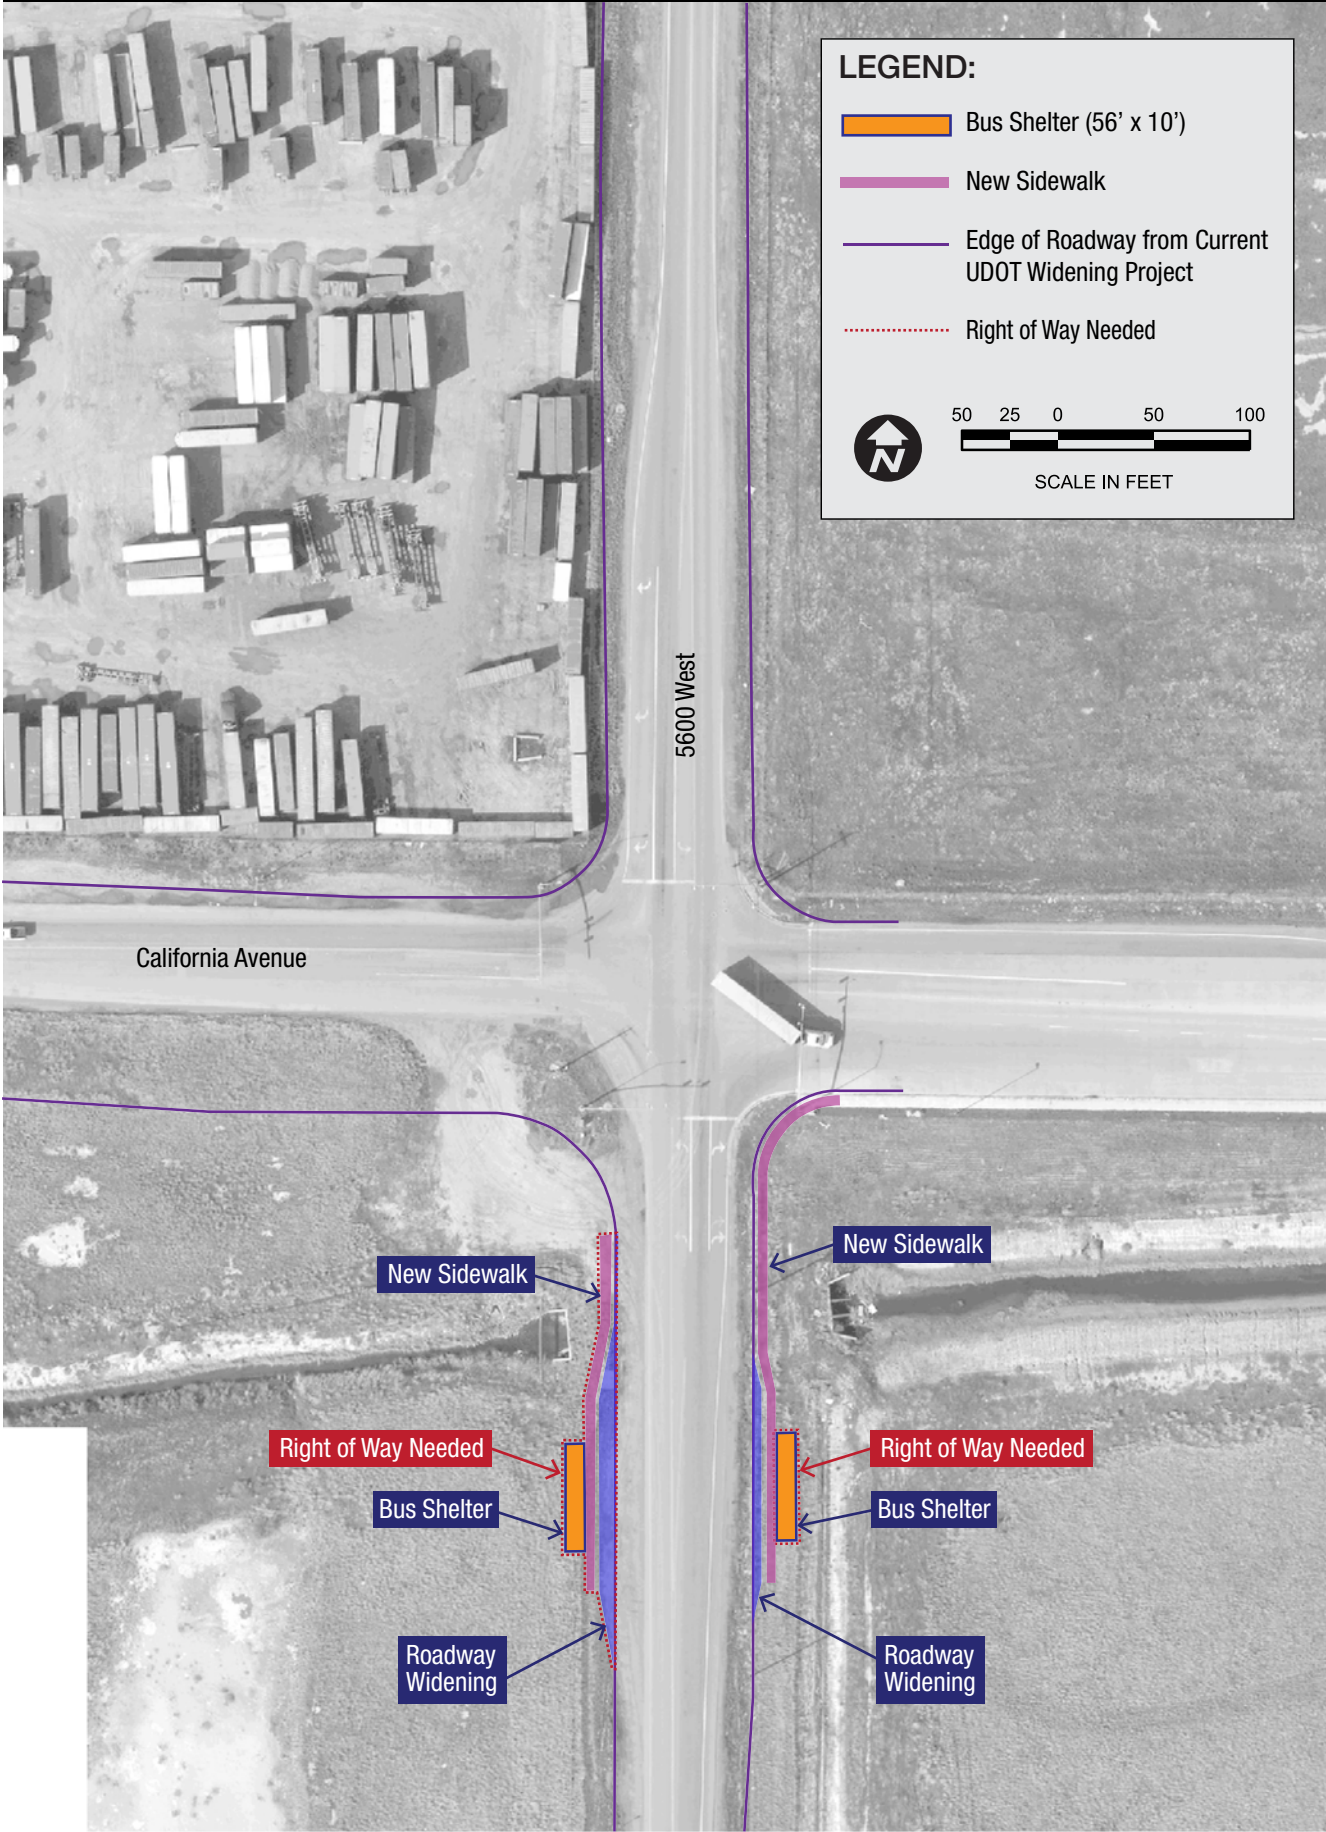 LEGEND:
Bus Shelter (56’ x 10’)
New Sidewalk
Edge of Roadway from Current
UDOT Widening Project
Right of Way Needed
50 25 0 50 100
N
SCALE IN FEET
5600 West
California Avenue
New Sidewalk
New Sidewalk
Right of Way Needed
Right of Way Needed
Bus Shelter
Bus Shelter
Roadway
Widening
Roadway
Widening